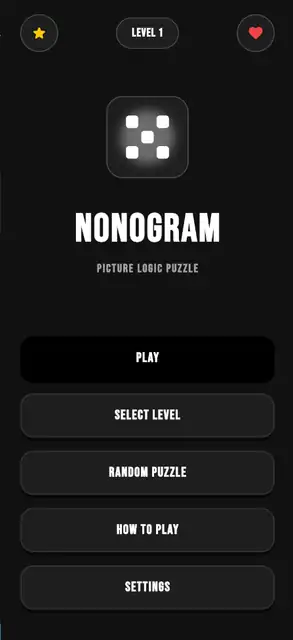 LEVEL 1
NONOGRAM
PICTURE LOGIC PUZZLE
PLAY
SELECT LEVEL
RANDOM PUZZLE
HOW TO PLAY
SETTINGS